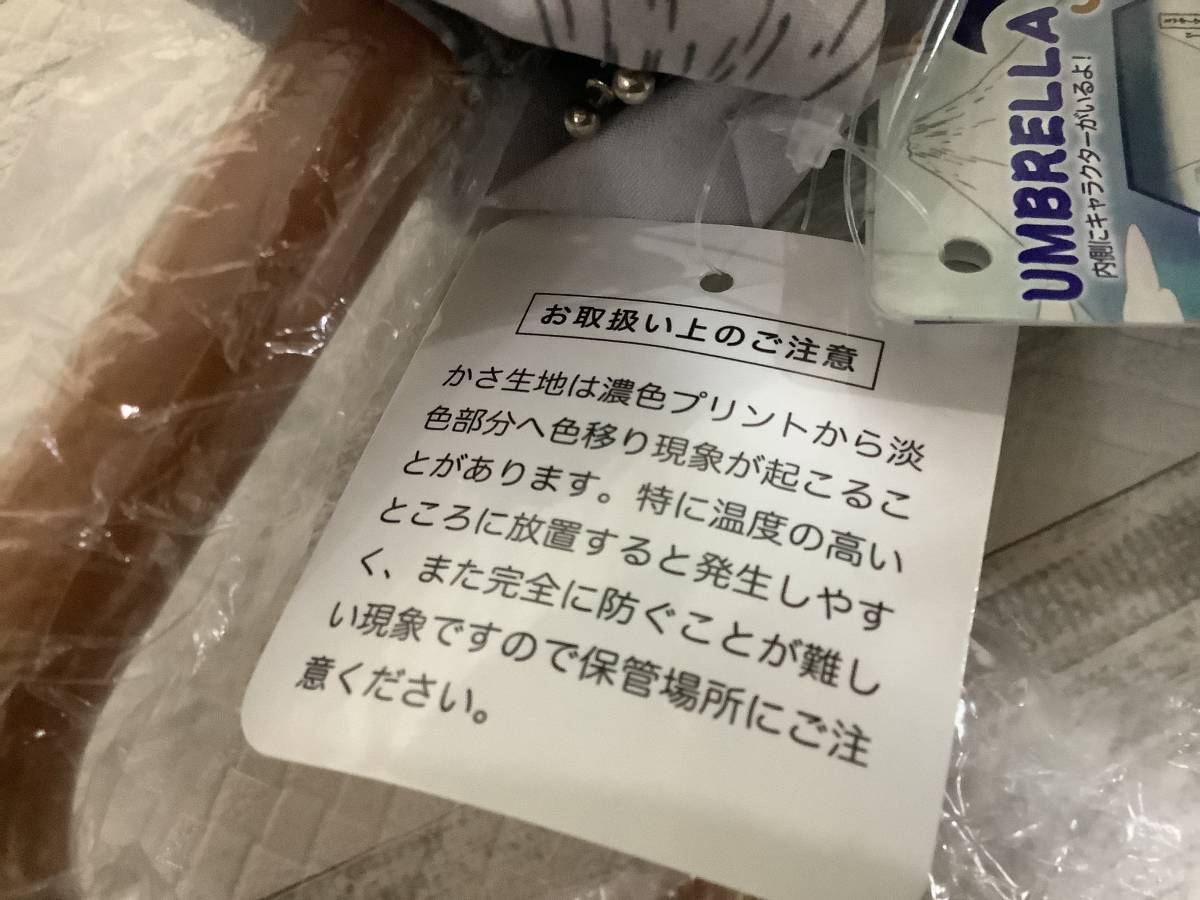 お取扱い上のご注意
かさ生地は濃色プリントから淡
色部分へ色移り現象が起こるこ
とがあります。特に温度の高い
ところに放置すると発生しやす
く、また完全に防ぐことが難し
い現象ですので保管場所にご注
意ください。
UMBRELLA
内側にキャラクターがいるよ!